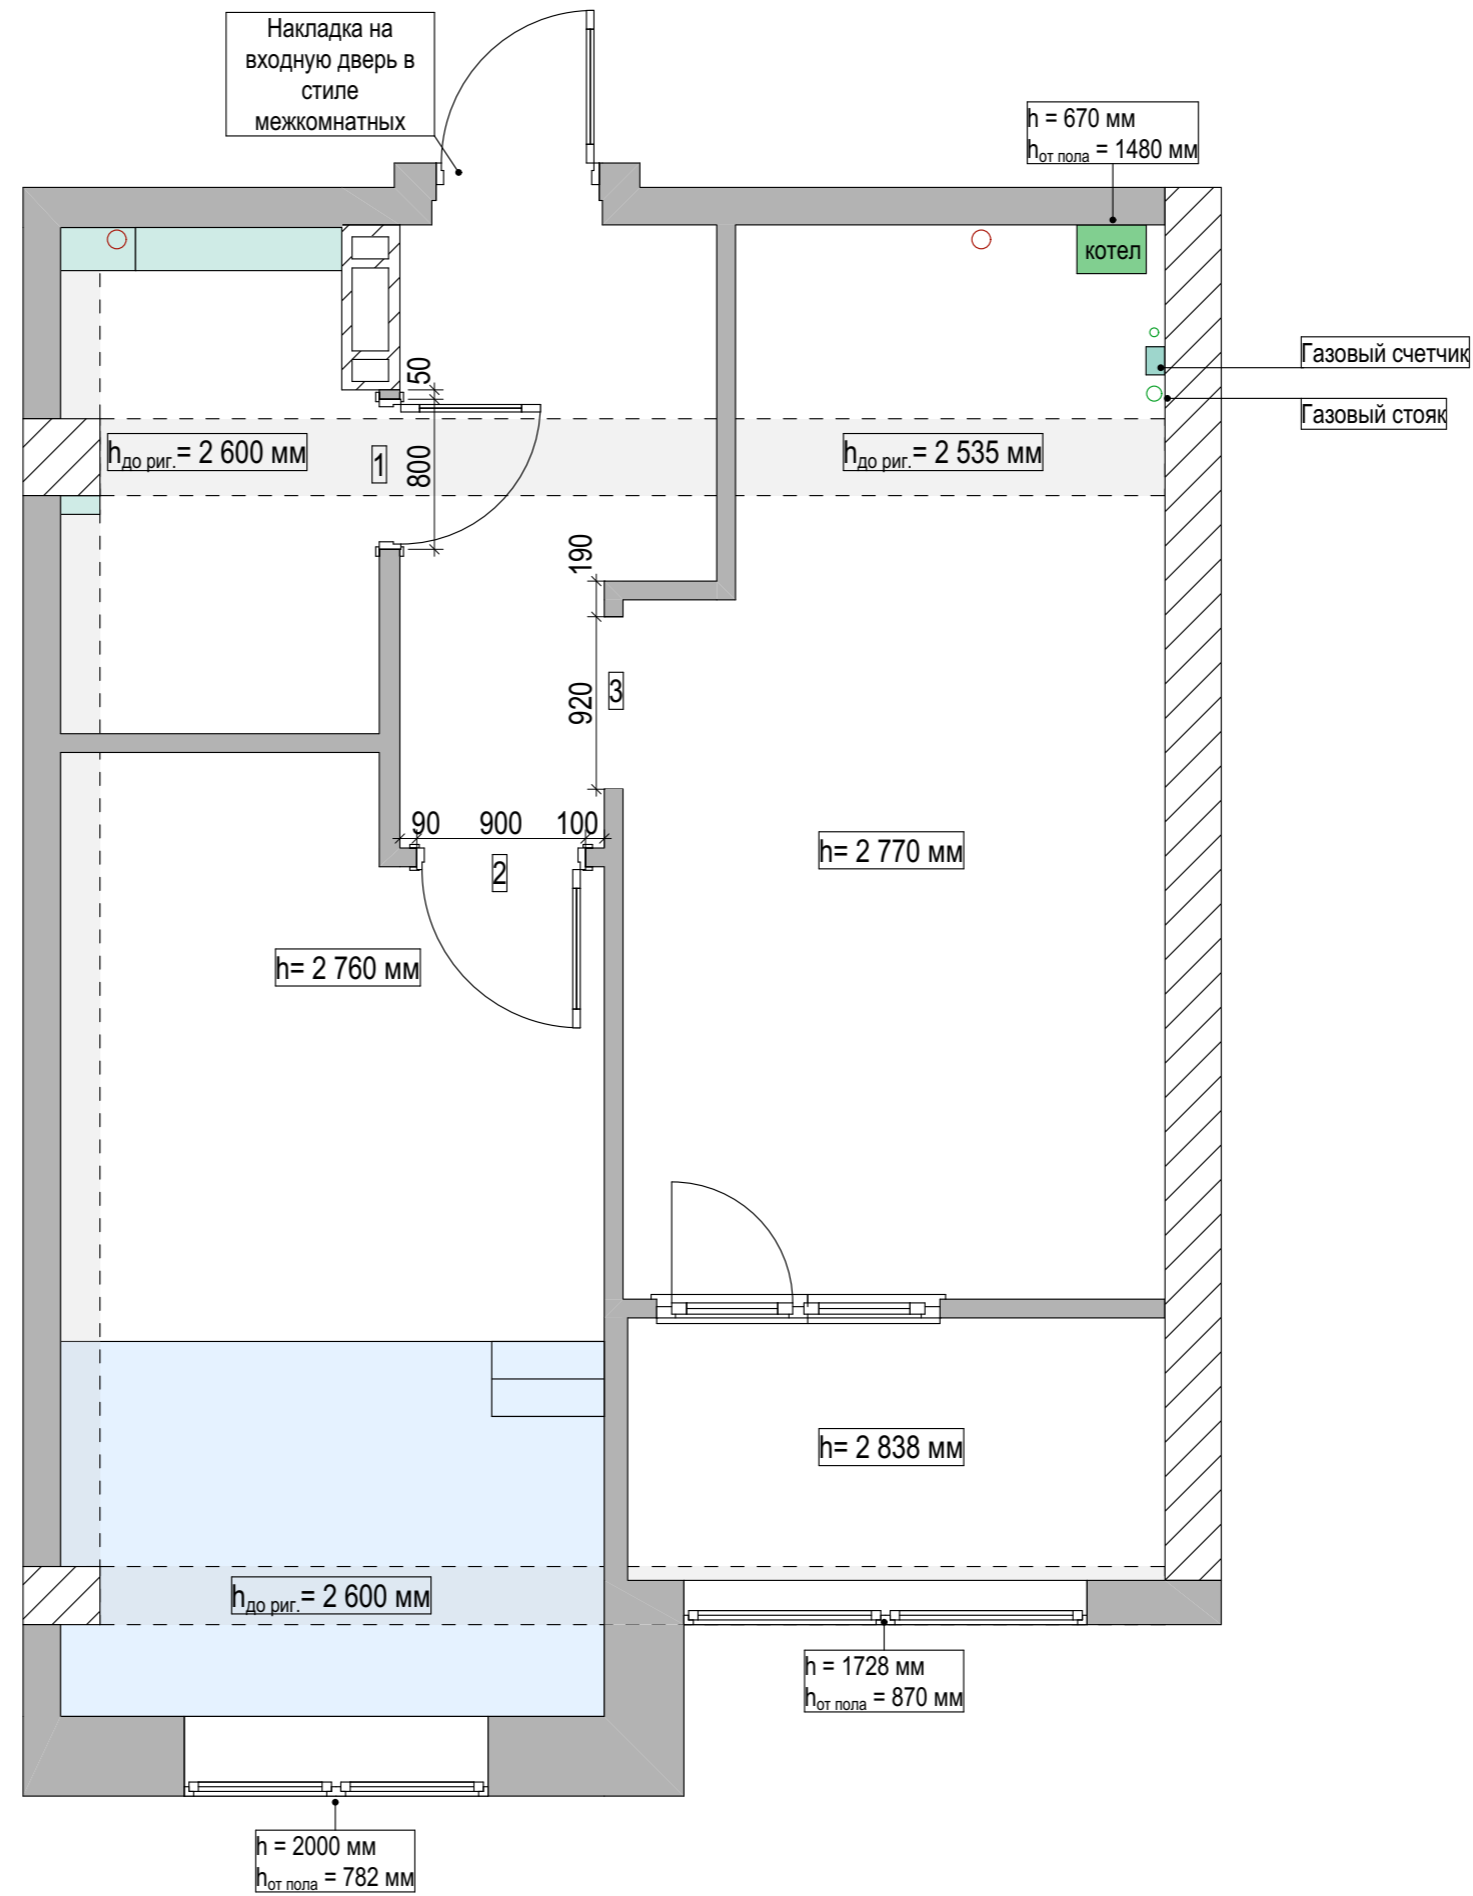 Накладка на
входную дверь в
стиле
межкомнатных
h = 670 мм
hот пола = 1480 мм
котел
Газовый счетчик
Газовый стояк
50
hдо риг.= 2 600 мм
1
800
hдо риг.= 2 535 мм
190
920
3
90
900
100
2
h= 2 770 мм
h= 2 760 мм
h= 2 838 мм
hдо риг.= 2 600 мм
h = 1728 мм
hот пола = 870 мм
h = 2000 мм
hот пола = 782 мм